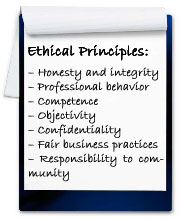 Ethical Principles:
– Honesty and integrity
– Professional behavior
– Competence
– Objectivity
– Confidentiality
– Fair business practices
– Responsibility to com-
munity